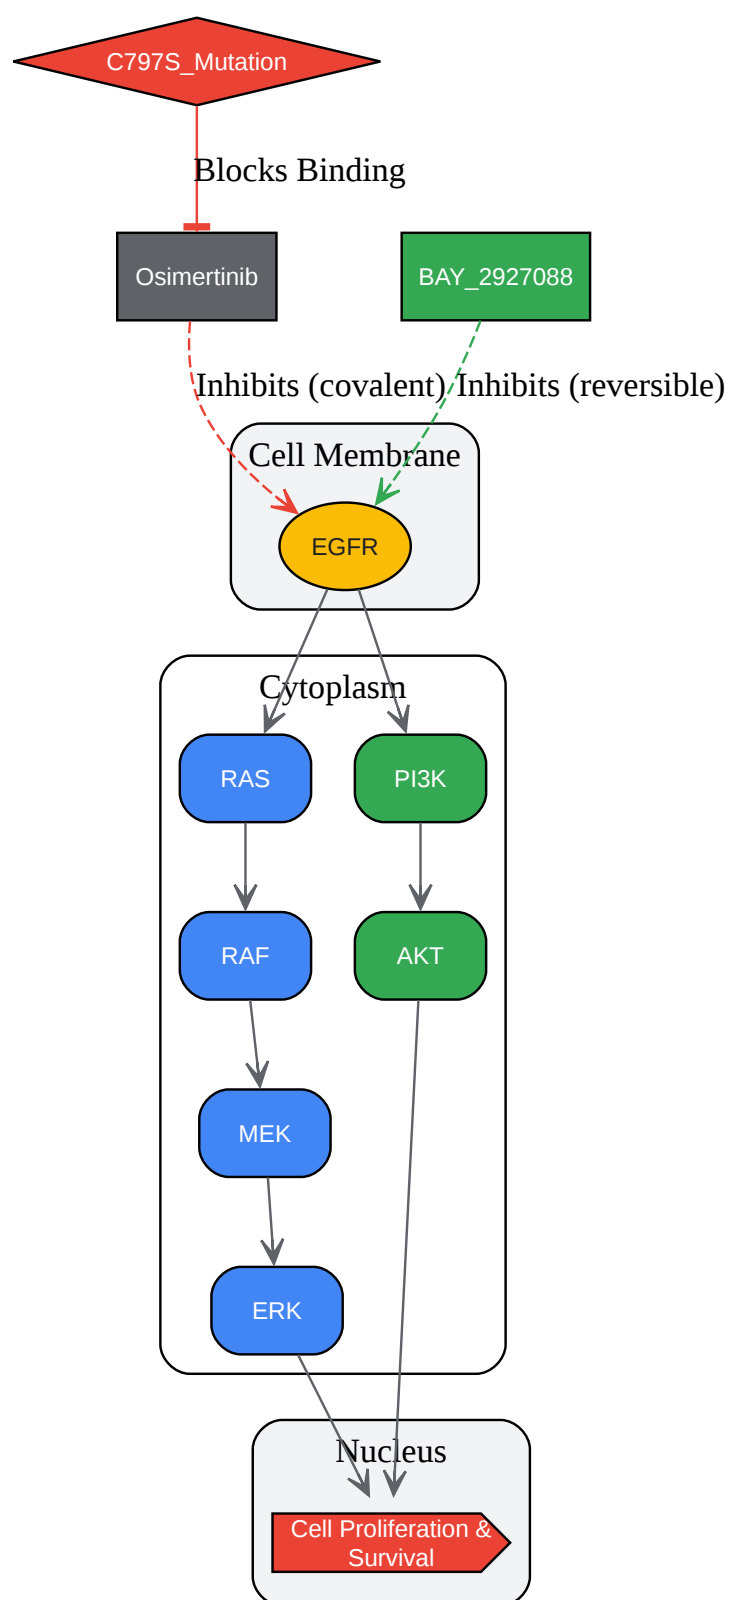 C797S_Mutation
Blocks Binding
Osimertinib
BAY_2927088
Inhibits (covalent)
Inhibits (reversible)
Cell Membrane
EGFR
Cytoplasm
RAS
PI3K
RAF
AKT
MEK
ERK
Nucleus
Cell Proliferation &
Survival